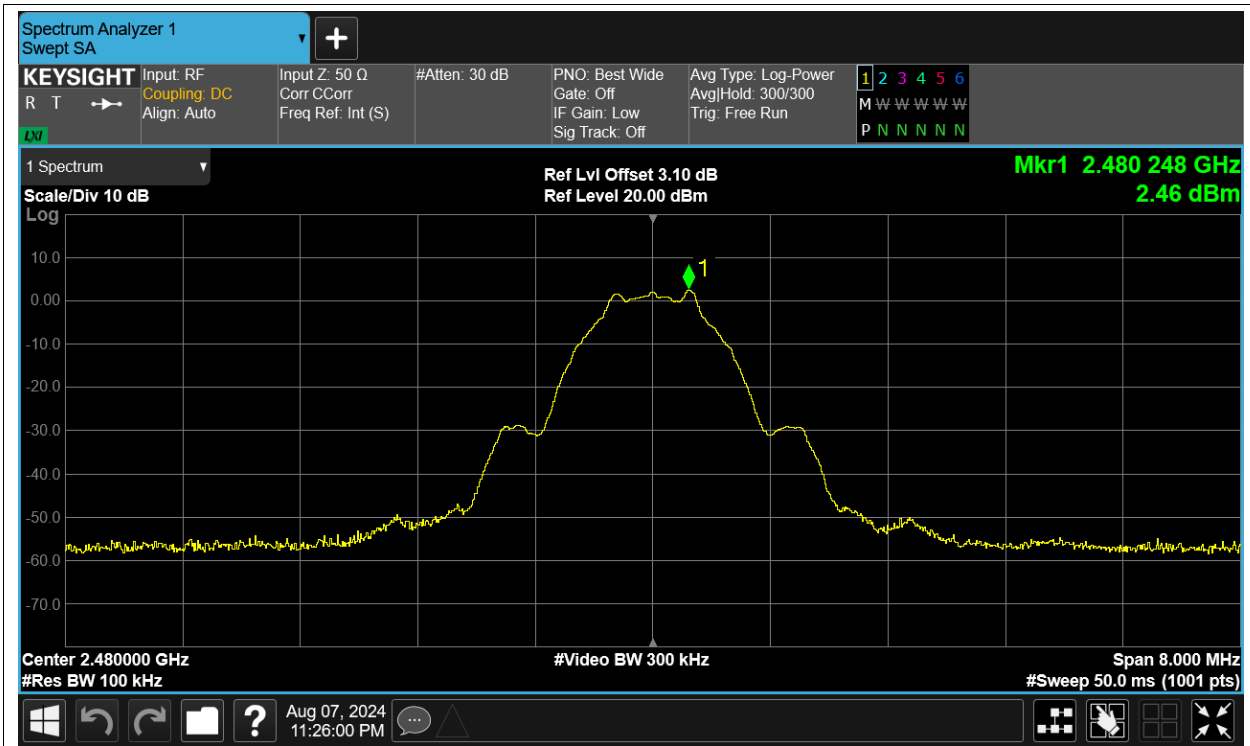 Spectrum Analyzer 1
Swept SA
KEYSIGHT
R T
LXI
Input: RF
Coupling: DC
Align: Auto
Input Z: 50 Ω
Corr CCorr
Freq Ref: Int (S)
#Atten: 30 dB
PNO: Best Wide
Gate: Off
IF Gain: Low
Sig Track: Off
Avg Type: Log-Power
Avg|Hold: 300/300
Trig: Free Run
1 2 3 4 5 6
M W W W W W
P N N N N N
1 Spectrum
Scale/Div 10 dB
Log
Ref Lvl Offset 3.10 dB
Ref Level 20.00 dBm
Mkr1 2.480 248 GHz
2.46 dBm
1
10.0
0.00
-10.0
-20.0
-30.0
-40.0
-50.0
-60.0
-70.0
Center 2.480000 GHz
#Res BW 100 kHz
#Video BW 300 kHz
Span 8.000 MHz
#Sweep 50.0 ms (1001 pts)
?
Aug 07, 2024
11:26:00 PM